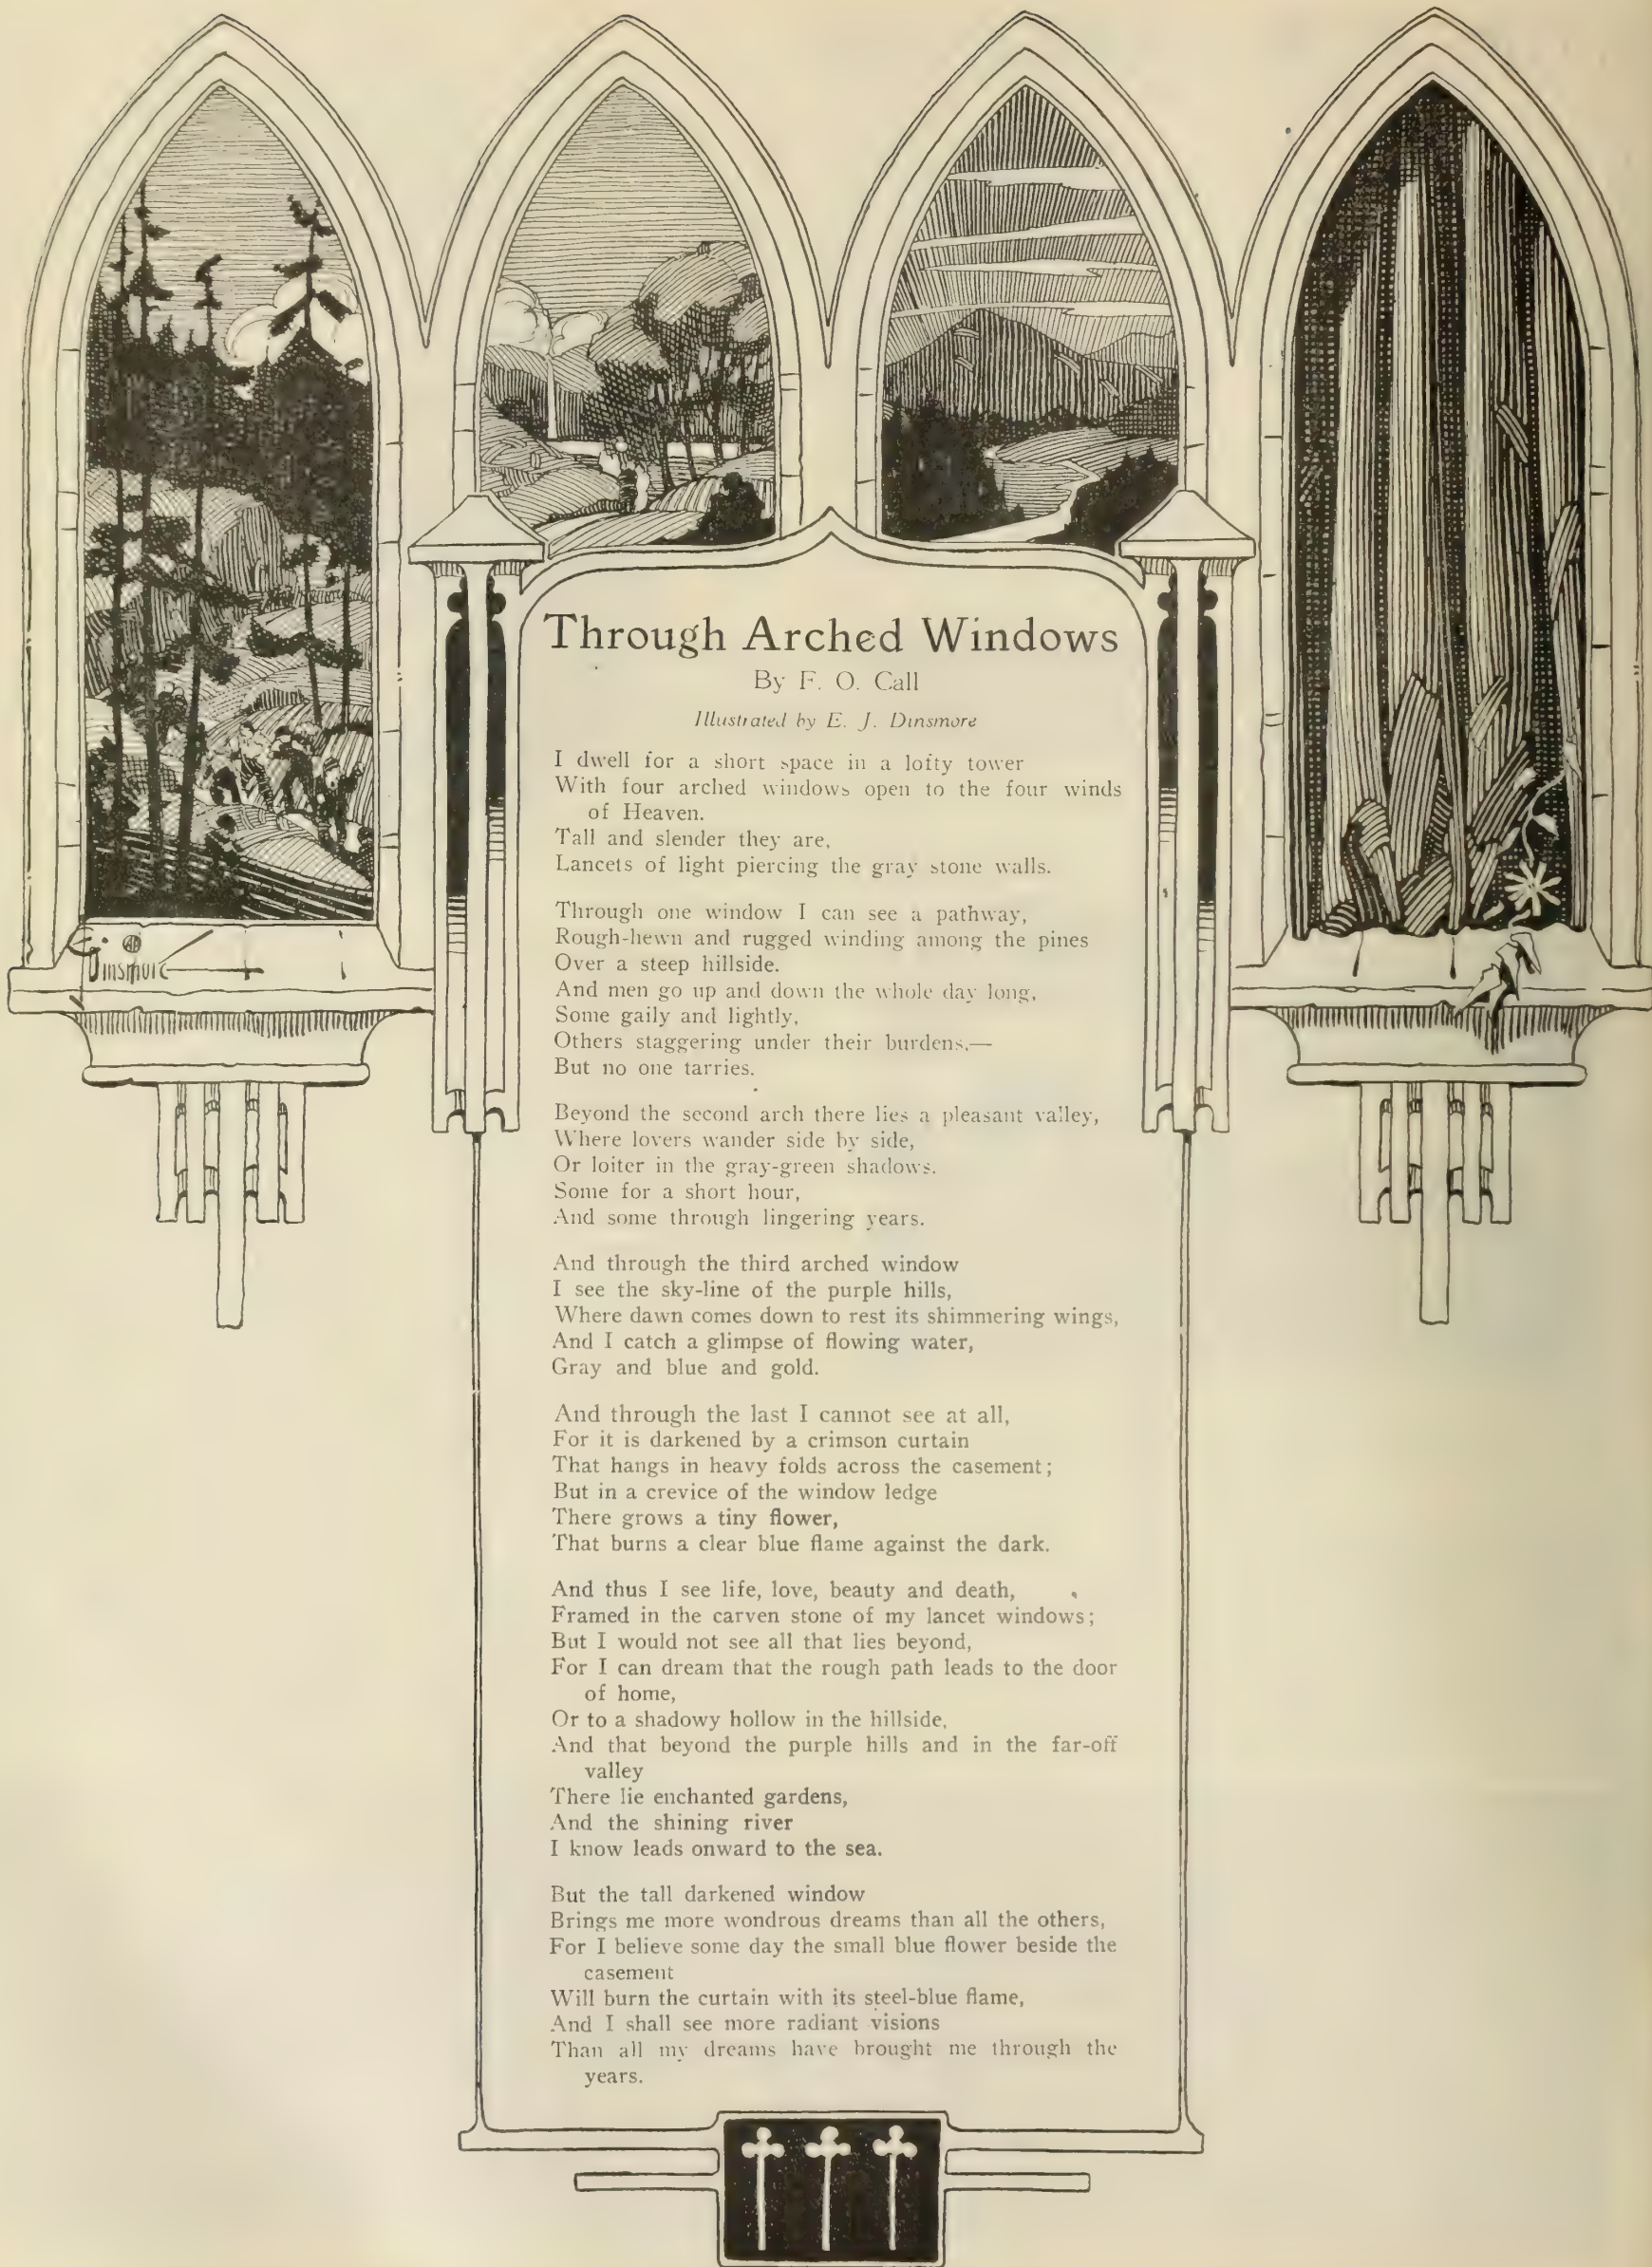 Through Arched Windows
By F. O. Call
Illustrated by E. J. Dinsmore
I dwell for a short space in a lofty tower
With four arched windows open to the four winds
of Heaven.
Tall and slender they are,
Lancets of light piercing the gray stone walls.
Through one window I can see a pathway,
Rough-hewn and rugged winding among the pines
Over a steep hillside.
And men go up and down the whole day long,
Some gaily and lightly,
Others staggering under their burdens,—
But no one tarries.
Beyond the second arch there lies a pleasant valley,
Where lovers wander side by side,
Or loiter in the gray-green shadows.
Some for a short hour,
And some through lingering years.
And through the third arched window
I see the sky-line of the purple hills,
Where dawn comes down to rest its shimmering wings,
And I catch a glimpse of flowing water,
Gray and blue and gold.
And through the last I cannot see at all,
For it is darkened by a crimson curtain
That hangs in heavy folds across the casement;
But in a crevice of the window ledge
There grows a tiny flower,
That burns a clear blue flame against the dark.
And thus I see life, love, beauty and death,
Framed in the carven stone of my lancet windows;
But I would not see all that lies beyond,
For I can dream that the rough path leads to the door
of home,
Or to a shadowy hollow in the hillside,
And that beyond the purple hills and in the far-off
valley
There lie enchanted gardens,
And the shining river
I know leads onward to the sea.
But the tall darkened window
Brings me more wondrous dreams than all the others,
For I believe some day the small blue flower beside the
casement
Will burn the curtain with its steel-blue flame,
And I shall see more radiant visions
Than all my dreams have brought me through the
years.
E. J.
Dinsmore